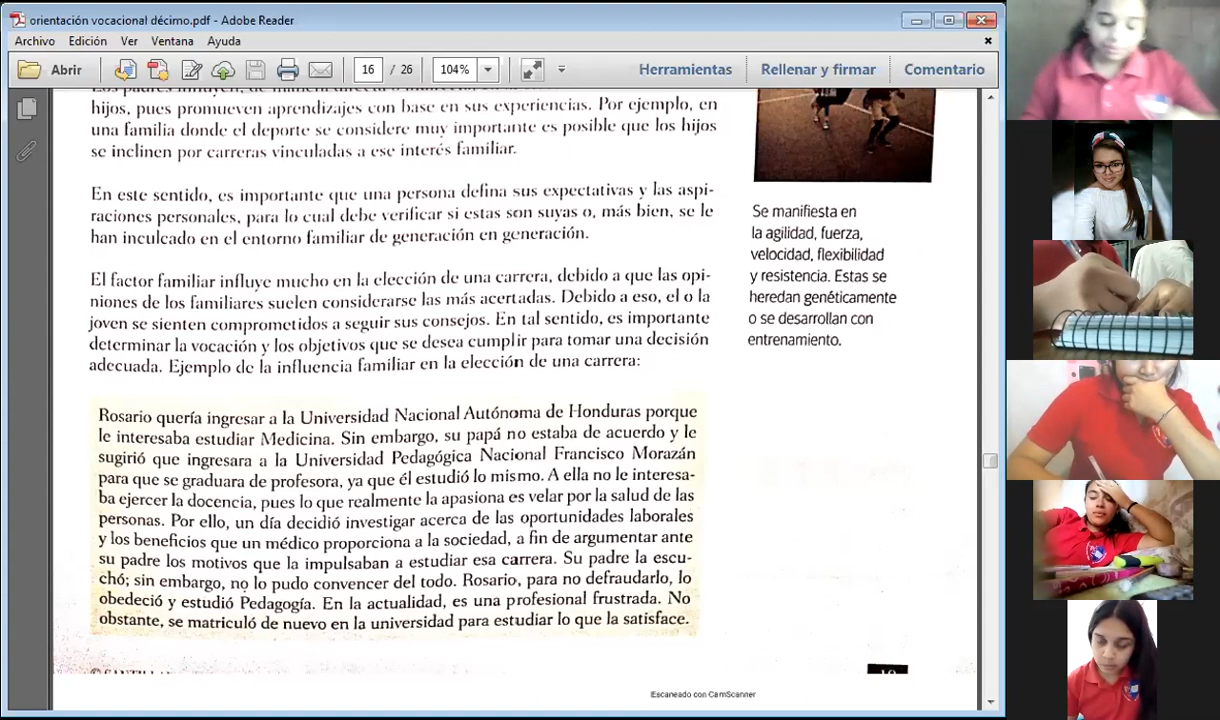 orientación vocacional décimo.pdf - Adobe Reader
Archivo Edición Ver Ventana Ayuda
Abrir 16 / 26 104% Herramientas Rellenar y firmar Comentario
hijos, pues promueven aprendizajes con base en sus experiencias. Por ejemplo, en
una familia donde el deporte se considere muy importante es posible que los hijos
se inclinen por carreras vinculadas a ese interés familiar.
En este sentido, es importante que una persona defina sus expectativas y las aspi-
raciones personales, para lo cual debe verificar si estas son suyas o, más bien, se le
han inculcado en el entorno familiar de generación en generación.
El factor familiar influye mucho en la elección de una carrera, debido a que las opi-
niones de los familiares suelen considerarse las más acertadas. Debido a eso, el o la
joven se sienten comprometidos a seguir sus consejos. En tal sentido, es importante
determinar la vocación y los objetivos que se desea cumplir para tomar una decisión
adecuada. Ejemplo de la influencia familiar en la elección de una carrera:
Rosario quería ingresar a la Universidad Nacional Autónoma de Honduras porque
le interesaba estudiar Medicina. Sin embargo, su papá no estaba de acuerdo y le
sugirió que ingresara a la Universidad Pedagógica Nacional Francisco Morazán
para que se graduara de profesora, ya que él estudió lo mismo. A ella no le interesa-
ba ejercer la docencia, pues lo que realmente la apasiona es velar por la salud de las
personas. Por ello, un día decidió investigar acerca de las oportunidades laborales
y los beneficios que un médico proporciona a la sociedad, a fin de argumentar ante
su padre los motivos que la impulsaban a estudiar esa carrera. Su padre la escu-
chó; sin embargo, no lo pudo convencer del todo. Rosario, para no defraudarlo, lo
obedeció y estudió Pedagogía. En la actualidad, es una profesional frustrada. No
obstante, se matriculó de nuevo en la universidad para estudiar lo que la satisface.
Se manifiesta en
la agilidad, fuerza,
velocidad, flexibilidad
y resistencia. Estas se
heredan genéticamente
o se desarrollan con
entrenamiento.
Escaneado con CamScanner